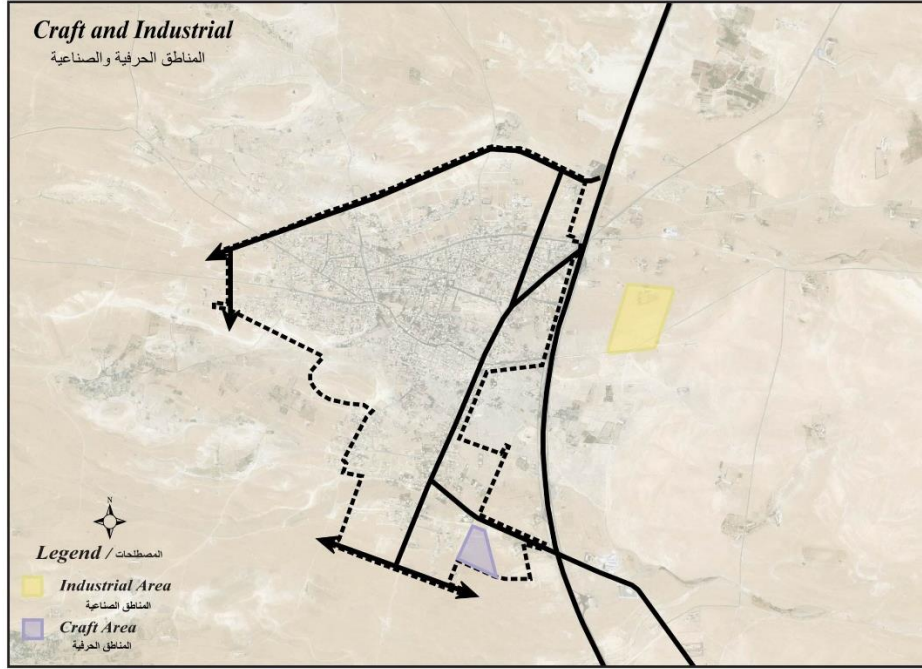 Craft and Industrial
المناطق الحرفية والصناعية
N
Legend / المصطلحات
Industrial Area
المناطق الصناعية
Craft Area
المناطق الحرفية